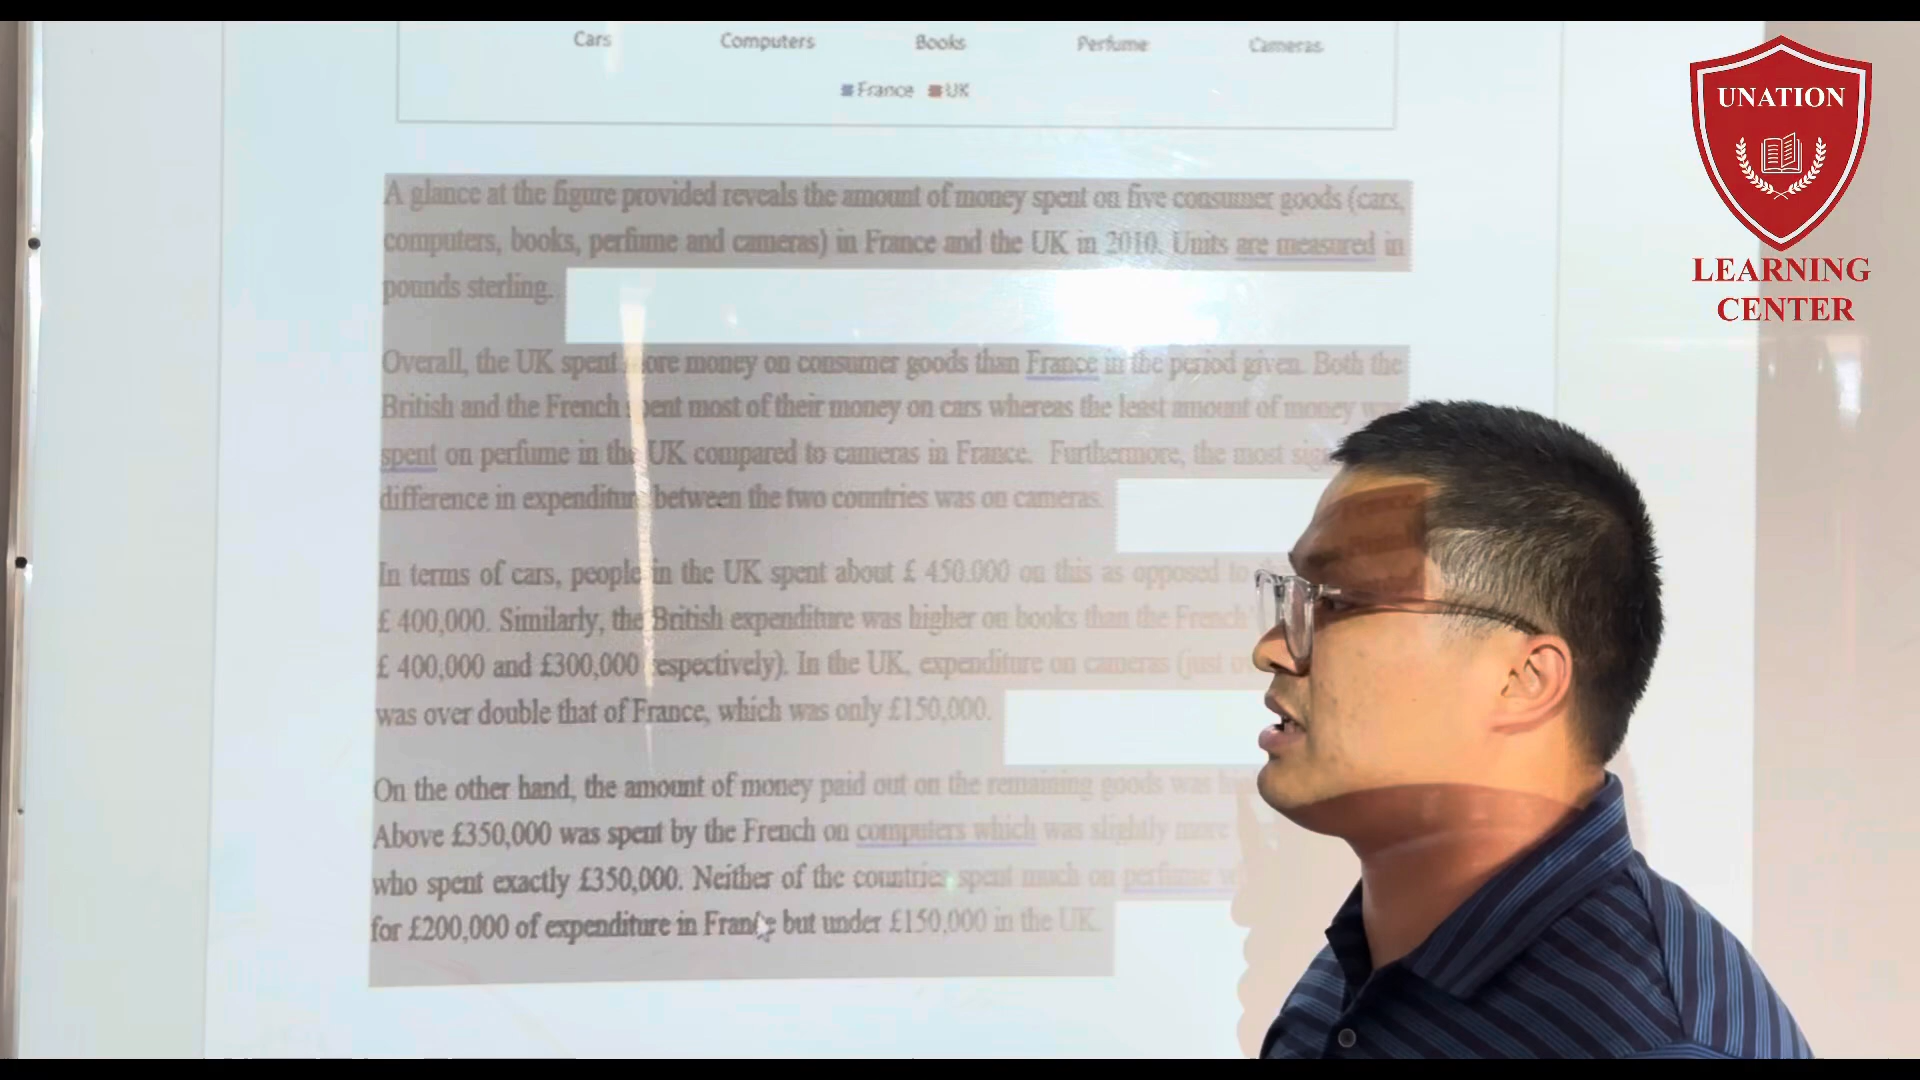 Cars Computers Books Perfume Cameras
France UK
UNATION
LEARNING
CENTER
A glance at the figure provided reveals the amount of money spent on five consumer goods (cars,
computers, books, perfume and cameras) in France and the UK in 2010. Units are measured in
pounds sterling.
Overall, the UK spent more money on consumer goods than France in the period given. Both the
British and the French spent most of their money on cars whereas the least amount of money
spent on perfume in the UK compared to cameras in France. Furthermore, the most
difference in expenditure between the two countries was on cameras.
In terms of cars, people in the UK spent about £ 450.000 on this as opposed to
£ 400,000. Similarly, the British expenditure was higher on books than the French
£ 400,000 and £300,000 respectively). In the UK, expenditure on cameras (just
was over double that of France, which was only £150,000.
On the other hand, the amount of money paid out on the remaining goods was
Above £350,000 was spent by the French on computers which was slightly more
who spent exactly £350,000. Neither of the countries spent much on perfume
for £200,000 of expenditure in France but under £150,000 in the UK.